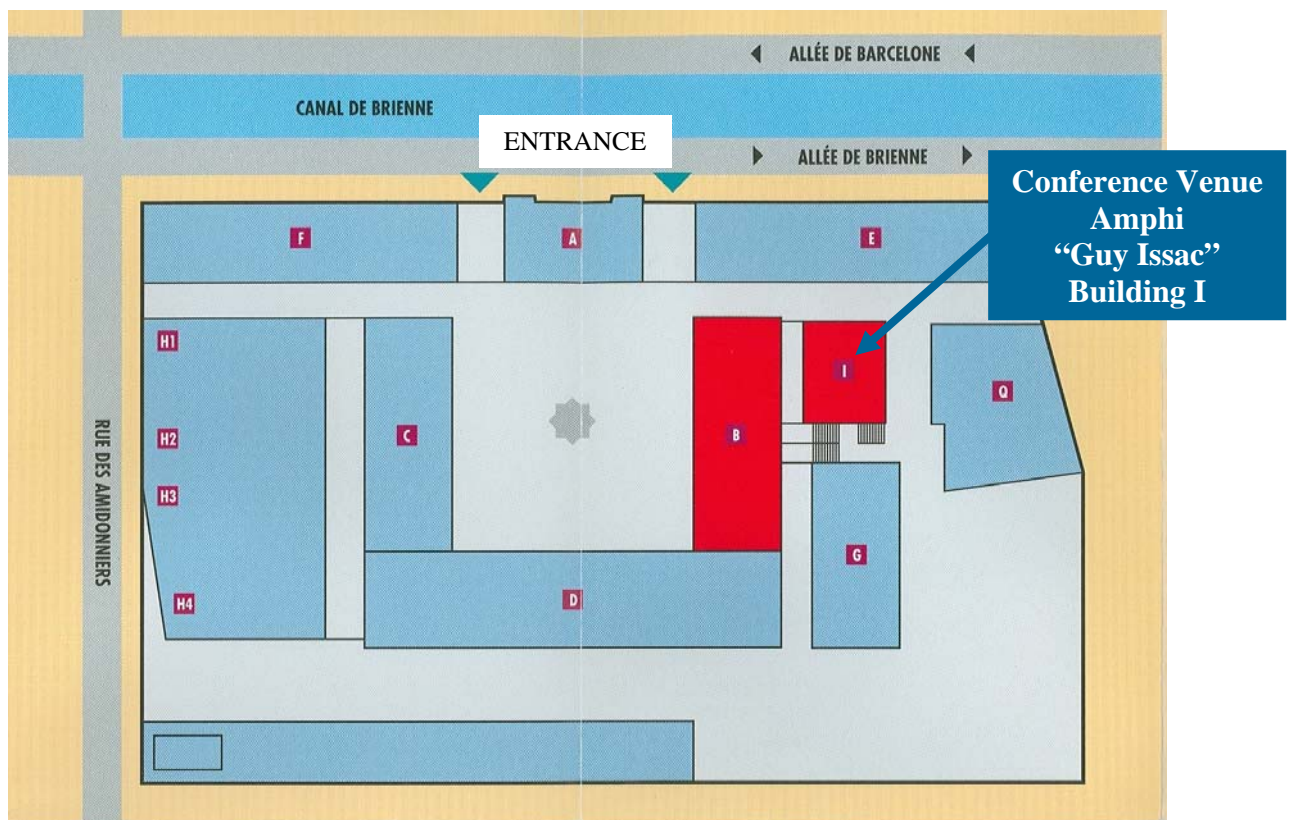 ALLÉE DE BARCELONE
CANAL DE BRIENNE
ENTRANCE
ALLÉE DE BRIENNE
Conference Venue
Amphi
“Guy Issac”
Building I
F
A
E
H1
I
Q
C
B
H2
RUE DES AMIDONNIERS
H3
G
H4
D